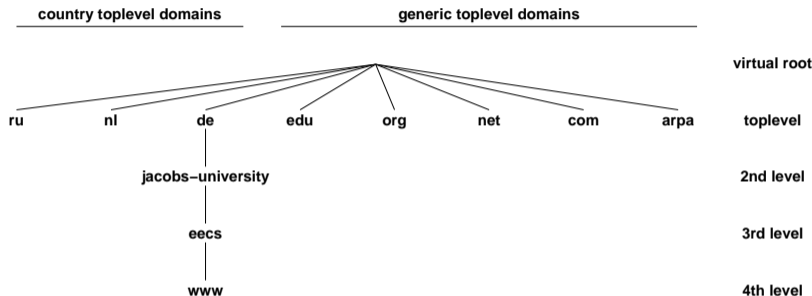 country toplevel domains generic toplevel domains
virtual root
ru nl de edu org net com arpa toplevel
jacobs−university 2nd level
eecs 3rd level
www 4th level